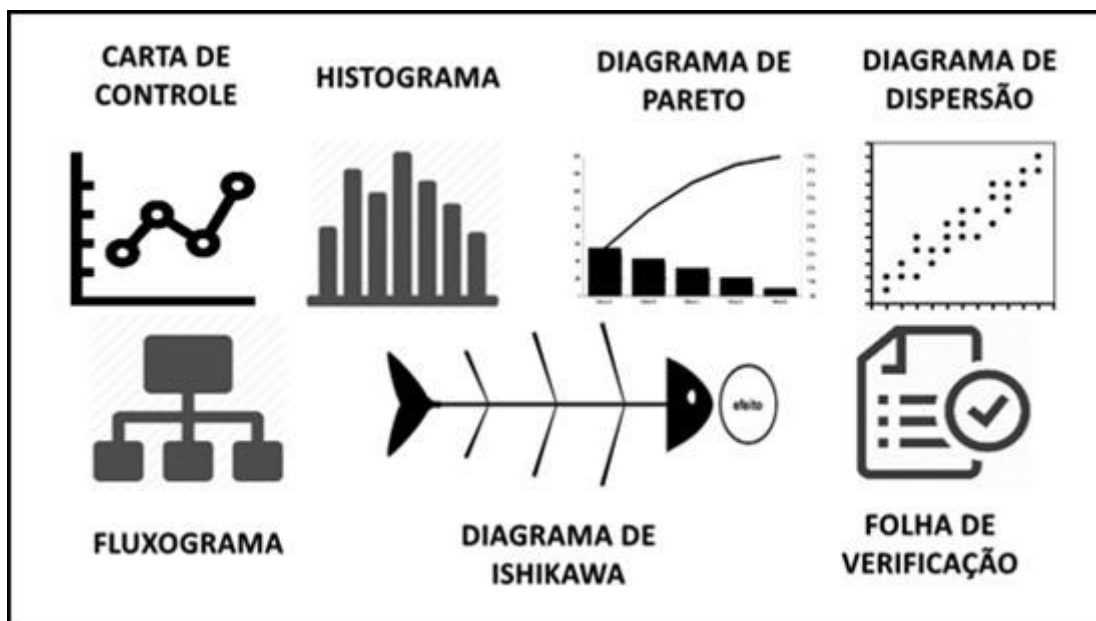 CARTA DE
CONTROLE
HISTOGRAMA
DIAGRAMA DE
PARETO
DIAGRAMA DE
DISPERSÃO
efeito
FLUXOGRAMA
DIAGRAMA DE
ISHIKAWA
FOLHA DE
VERIFICAÇÃO